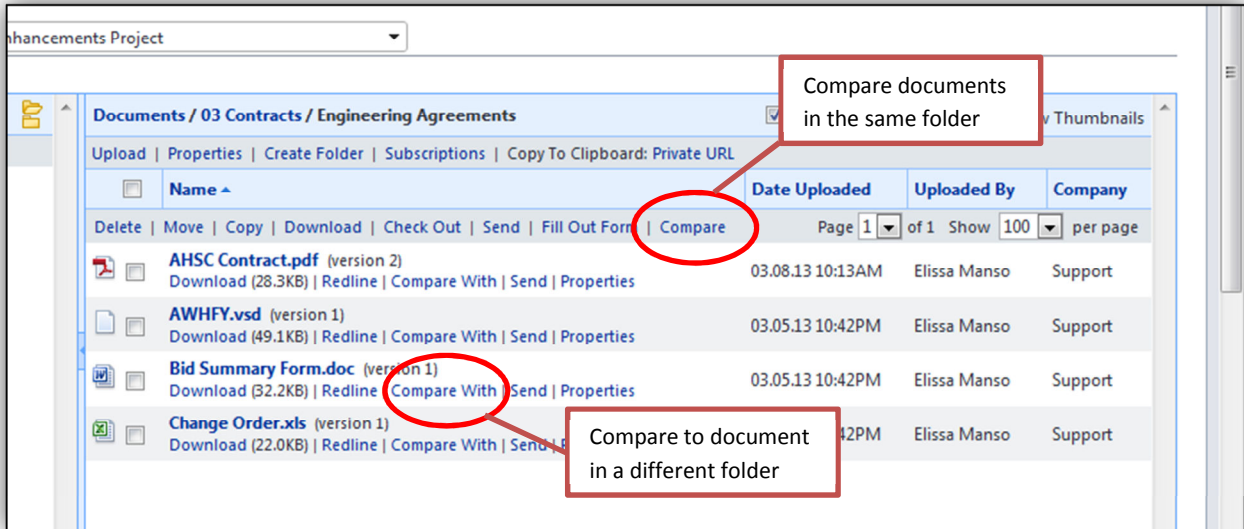 nhancements Project
Compare documents
in the same folder
Documents / 03 Contracts / Engineering Agreements
Thumbnails
Upload | Properties | Create Folder | Subscriptions | Copy To Clipboard: Private URL
Name Date Uploaded Uploaded By Company
Delete | Move | Copy | Download | Check Out | Send | Fill Out Form | Compare Page 1 of 1 Show 100 per page
AHSC Contract.pdf (version 2)
Download (28.3KB) | Redline | Compare With | Send | Properties 03.08.13 10:13AM Elissa Manso Support
AWHFY.vsd (version 1)
Download (49.1KB) | Redline | Compare With | Send | Properties 03.05.13 10:42PM Elissa Manso Support
Bid Summary Form.doc (version 1)
Download (32.2KB) | Redline | Compare With | Send | Properties 03.05.13 10:42PM Elissa Manso Support
Change Order.xls (version 1)
Download (22.0KB) | Redline | Compare With | Send | 42PM Elissa Manso Support
Compare to document
in a different folder